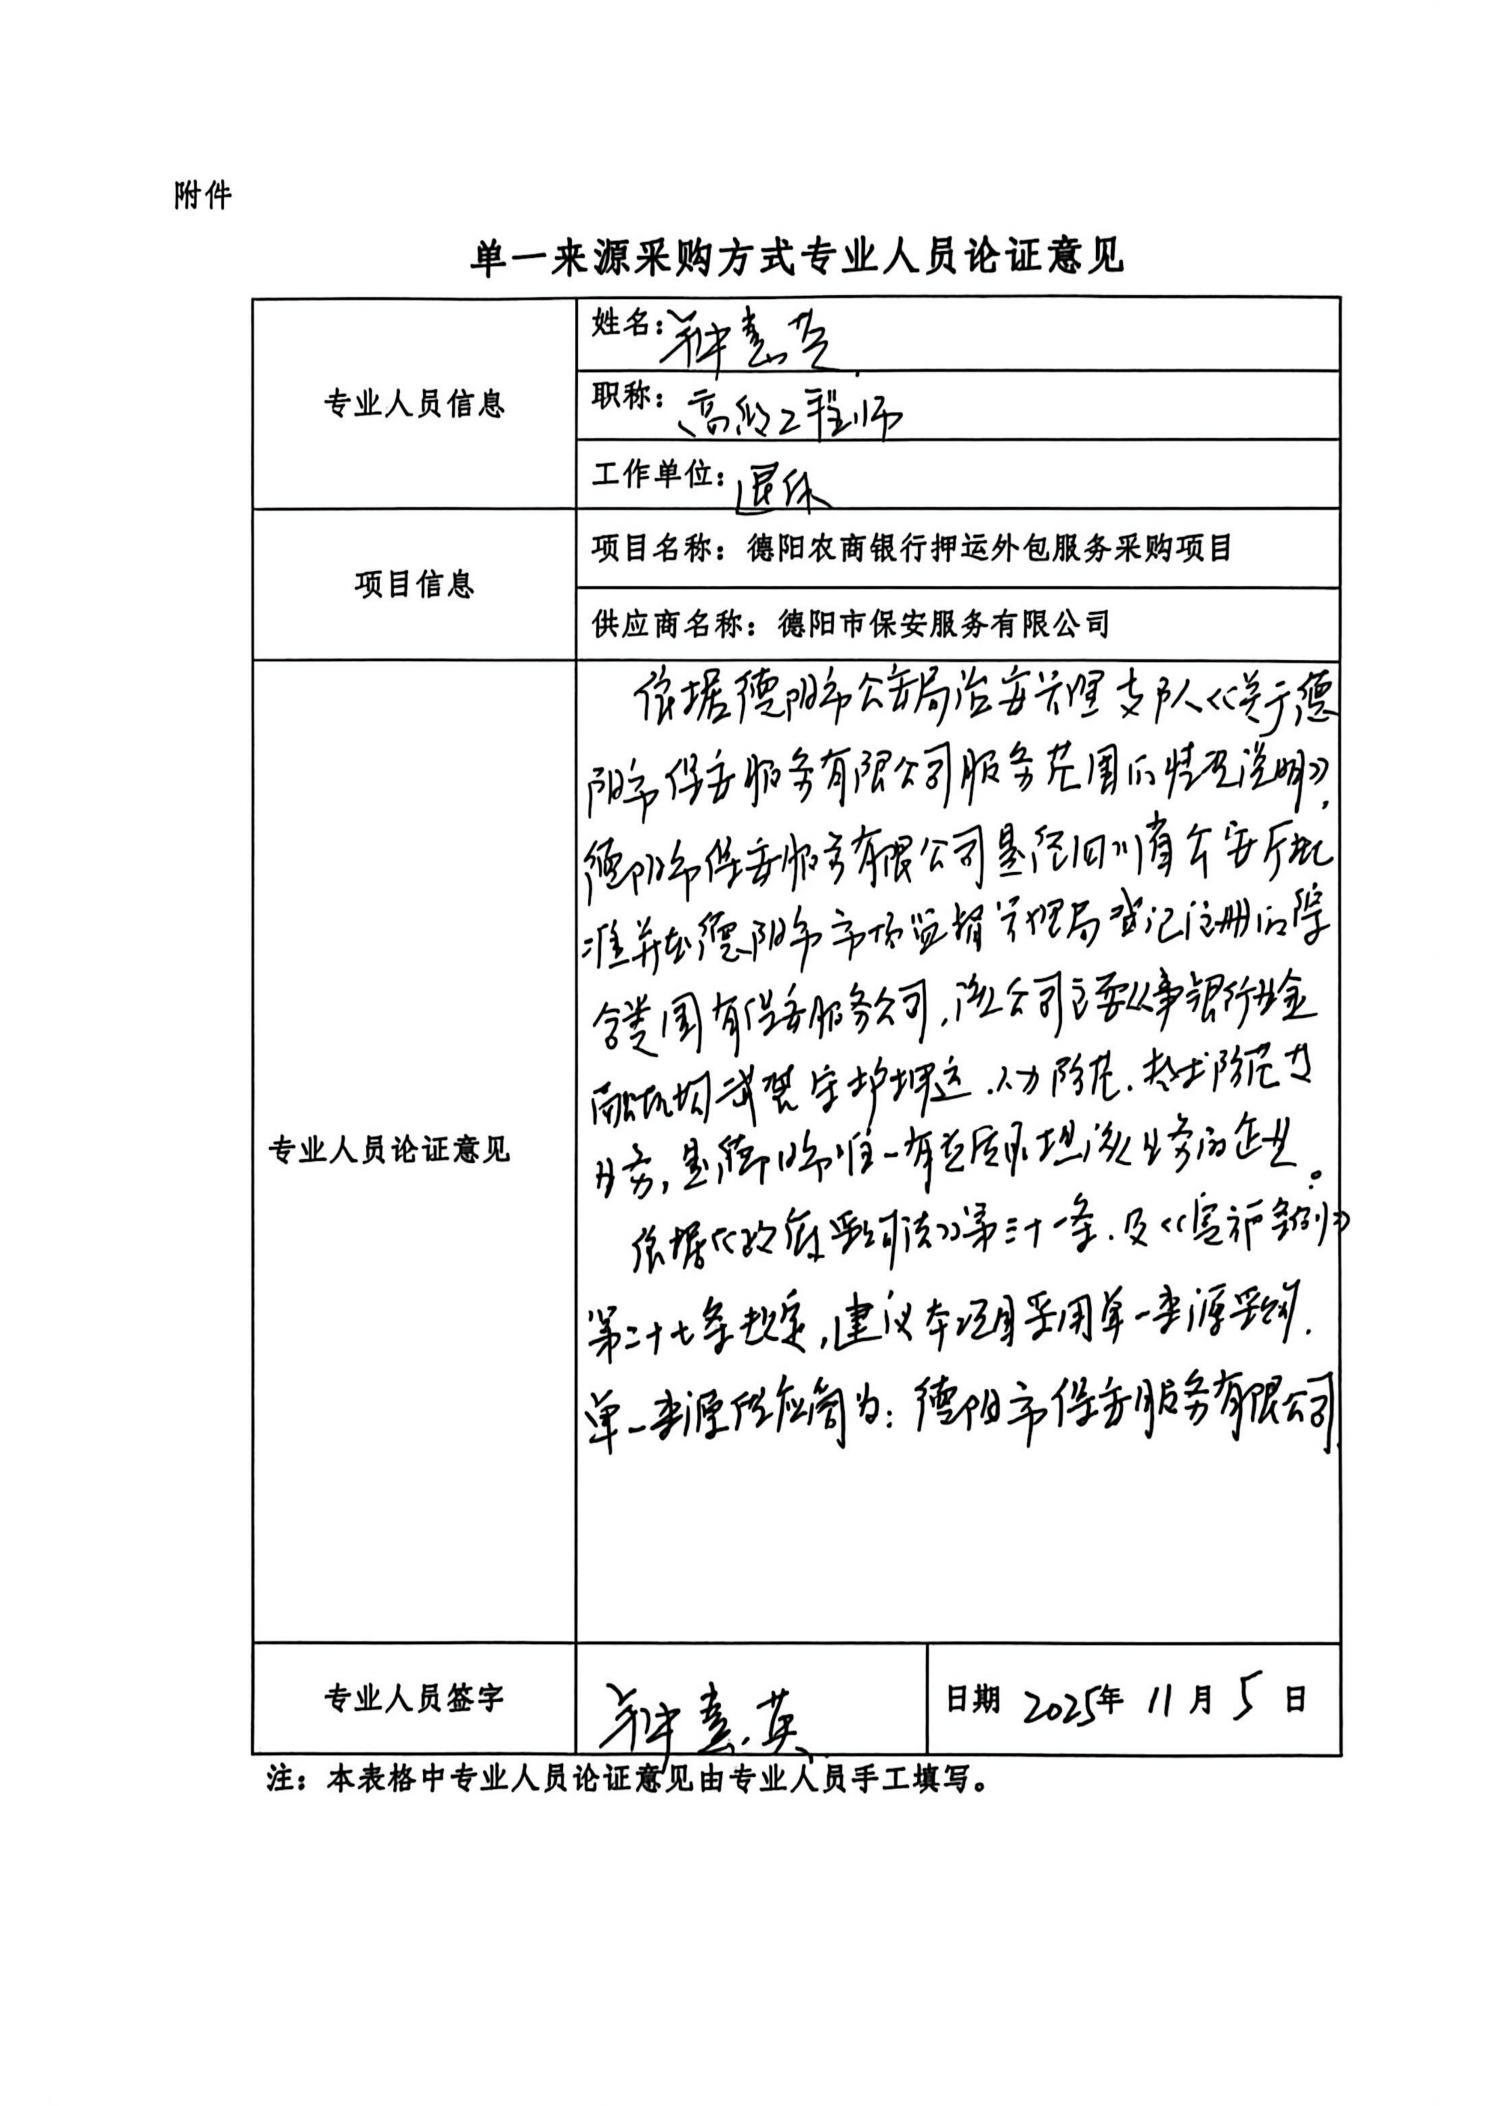 附件
单一来源采购方式专业人员论证意见
专业人员信息
姓名：钟惠英
职称：高级工程师
工作单位：退休
项目信息
项目名称：德阳农商银行押运外包服务采购项目
供应商名称：德阳市保安服务有限公司
专业人员论证意见
依据德阳市公安局治安管理支队《关于德
阳市保安服务有限公司服务范围的情况说明》,
德阳市保安服务有限公司是经四川省公安厅批
准并在德阳市市场监督管理局登记注册的综
合类国有保安服务公司,该公司主要从事银行业金
融机构武装守护押运、人力防范、技术防范等
业务,是德阳市唯一有资质承担该业务的企业。
依据《政府采购法》第三十一条、及《实施条例》
第二十七条规定,建议本项目采用单一来源采购.
单一来源供应商为:德阳市保安服务有限公司.
专业人员签字
钟惠英
日期 2025年 11月 5日
注：本表格中专业人员论证意见由专业人员手工填写。